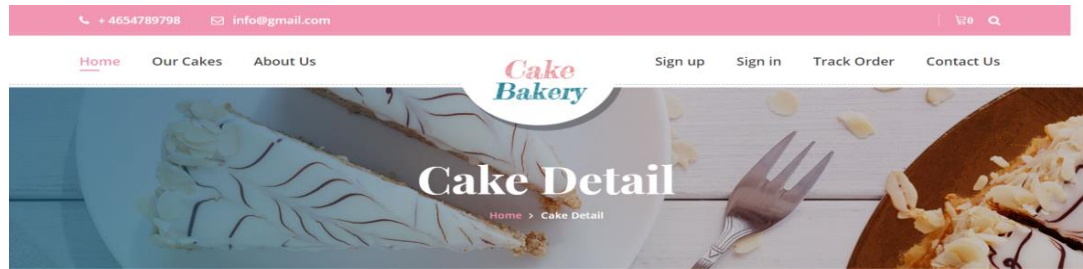 + 4654789798 info@gmail.com 0
Home Our Cakes About Us Sign up Sign in Track Order Contact Us
Cake
Bakery
Cake Detail
Home > Cake Detail